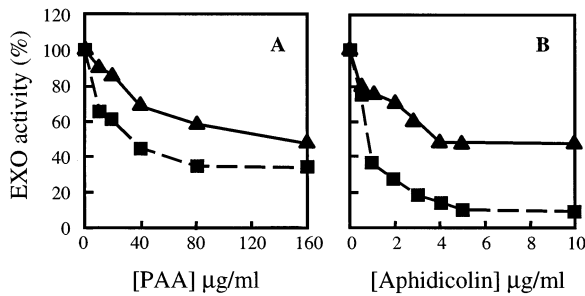 EXO activity (%)
120
100
80
60
40
20
0
A
0 40 80 120 160
[PAA] μg/ml
B
0 2 4 6 8 10
[Aphidicolin] μg/ml